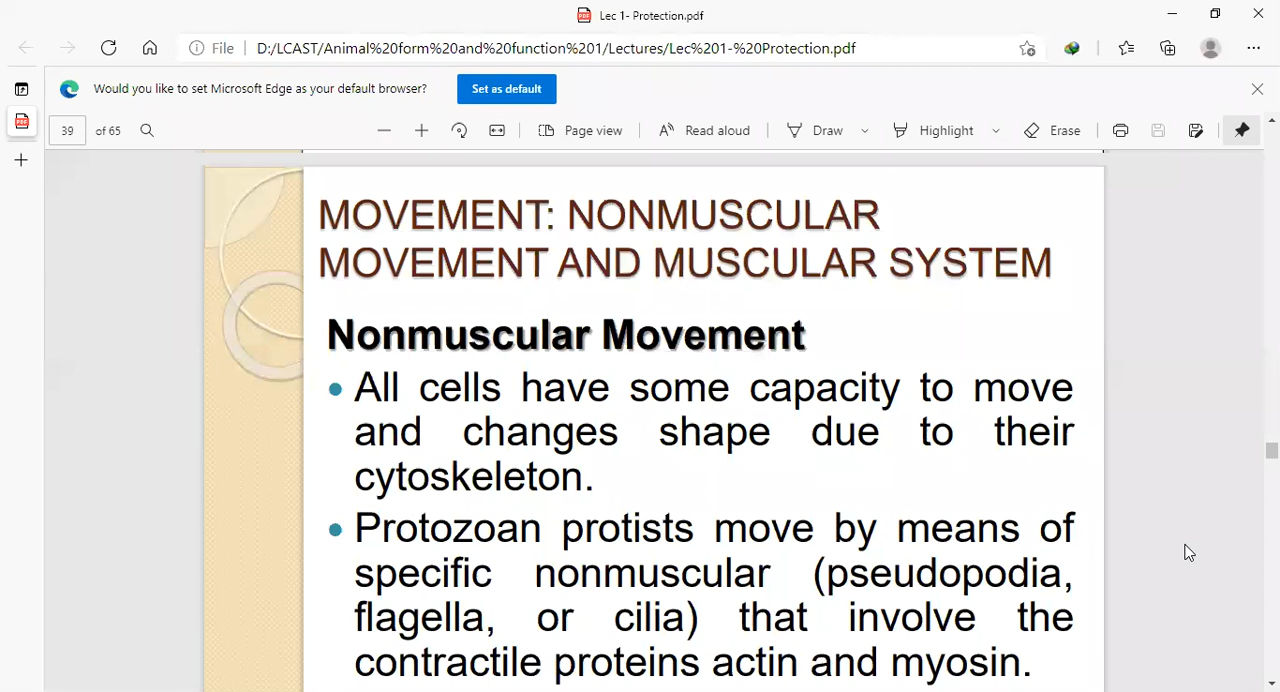 Lec 1- Protection.pdf
File D:/LCAST/Animal%20form%20and%20function%201/Lectures/Lec%201-%20Protection.pdf
Would you like to set Microsoft Edge as your default browser? Set as default
39 of 65 Page view Read aloud Draw Highlight Erase
MOVEMENT: NONMUSCULAR
MOVEMENT AND MUSCULAR SYSTEM
Nonmuscular Movement
• All cells have some capacity to move
and changes shape due to their
cytoskeleton.
• Protozoan protists move by means of
specific nonmuscular (pseudopodia,
flagella, or cilia) that involve the
contractile proteins actin and myosin.